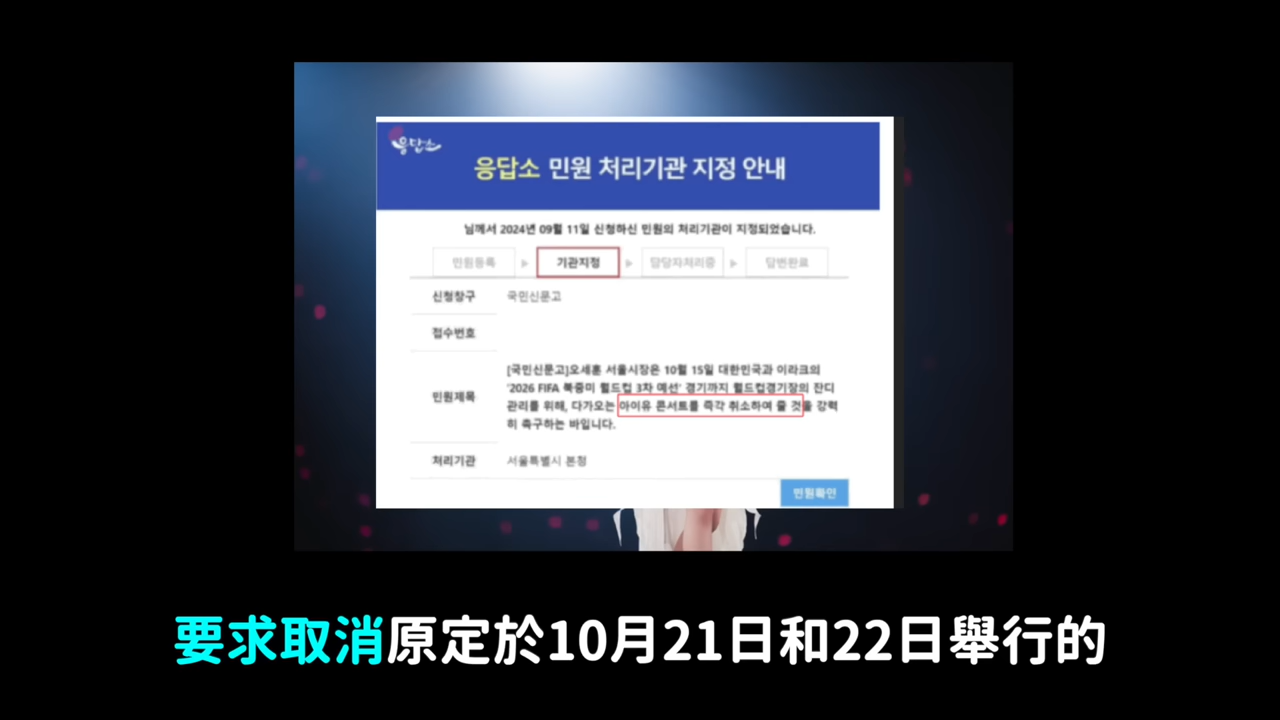 응답소
응답소 민원 처리기관 지정 안내
님께서 2024년 09월 11일 신청하신 민원의 처리기관이 지정되었습니다.
민원등록 기관지정 담당자처리중 답변완료
신청창구 국민신문고
접수번호
민원제목
[국민신문고]오세훈 서울시장은 10월 15일 대한민국과 이라크의
'2026 FIFA 북중미 월드컵 3차 예선' 경기까지 월드컵경기장의 잔디
관리를 위해, 다가오는 아이유 콘서트를 즉각 취소하여 줄 것을 강력
히 촉구하는 바입니다.
처리기관 서울특별시 본청
민원확인
要求取消原定於10月21日和22日舉行的